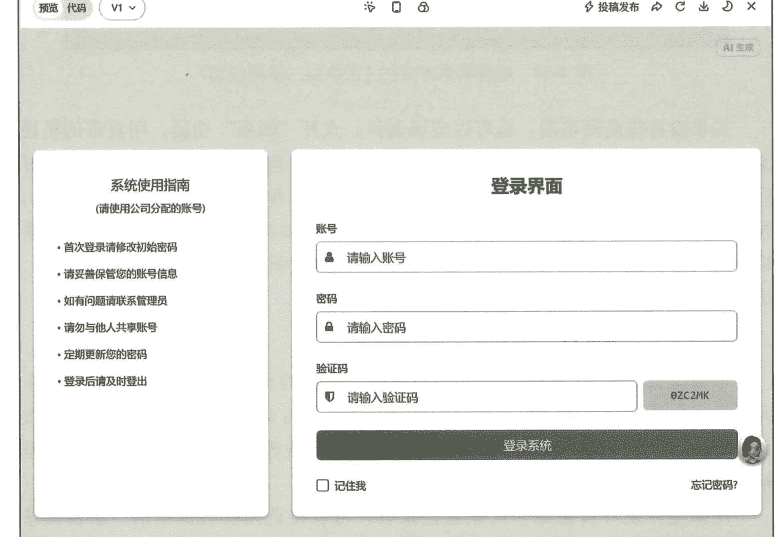 预览 代码 V1 投稿发布
AI 生成
系统使用指南
(请使用公司分配的账号)
• 首次登录请修改初始密码
• 请妥善保管您的账号信息
• 如有问题请联系管理员
• 请勿与他人共享账号
• 定期更新您的密码
• 登录后请及时登出
登录界面
账号
请输入账号
密码
请输入密码
验证码
请输入验证码
0ZC2MK
登录系统
记住我
忘记密码?